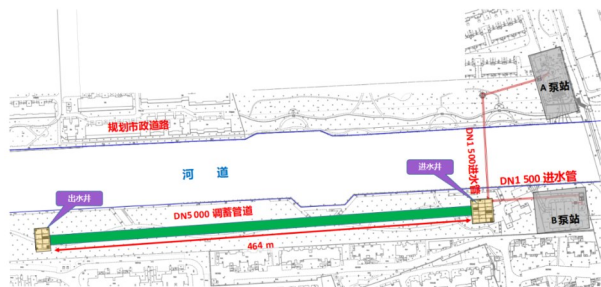 A 泵站
规划市政道路
DN1 500进水管
河 道
进水井
DN1 500 进水管
出水井
DN5 000 调蓄管道
B 泵站
464 m